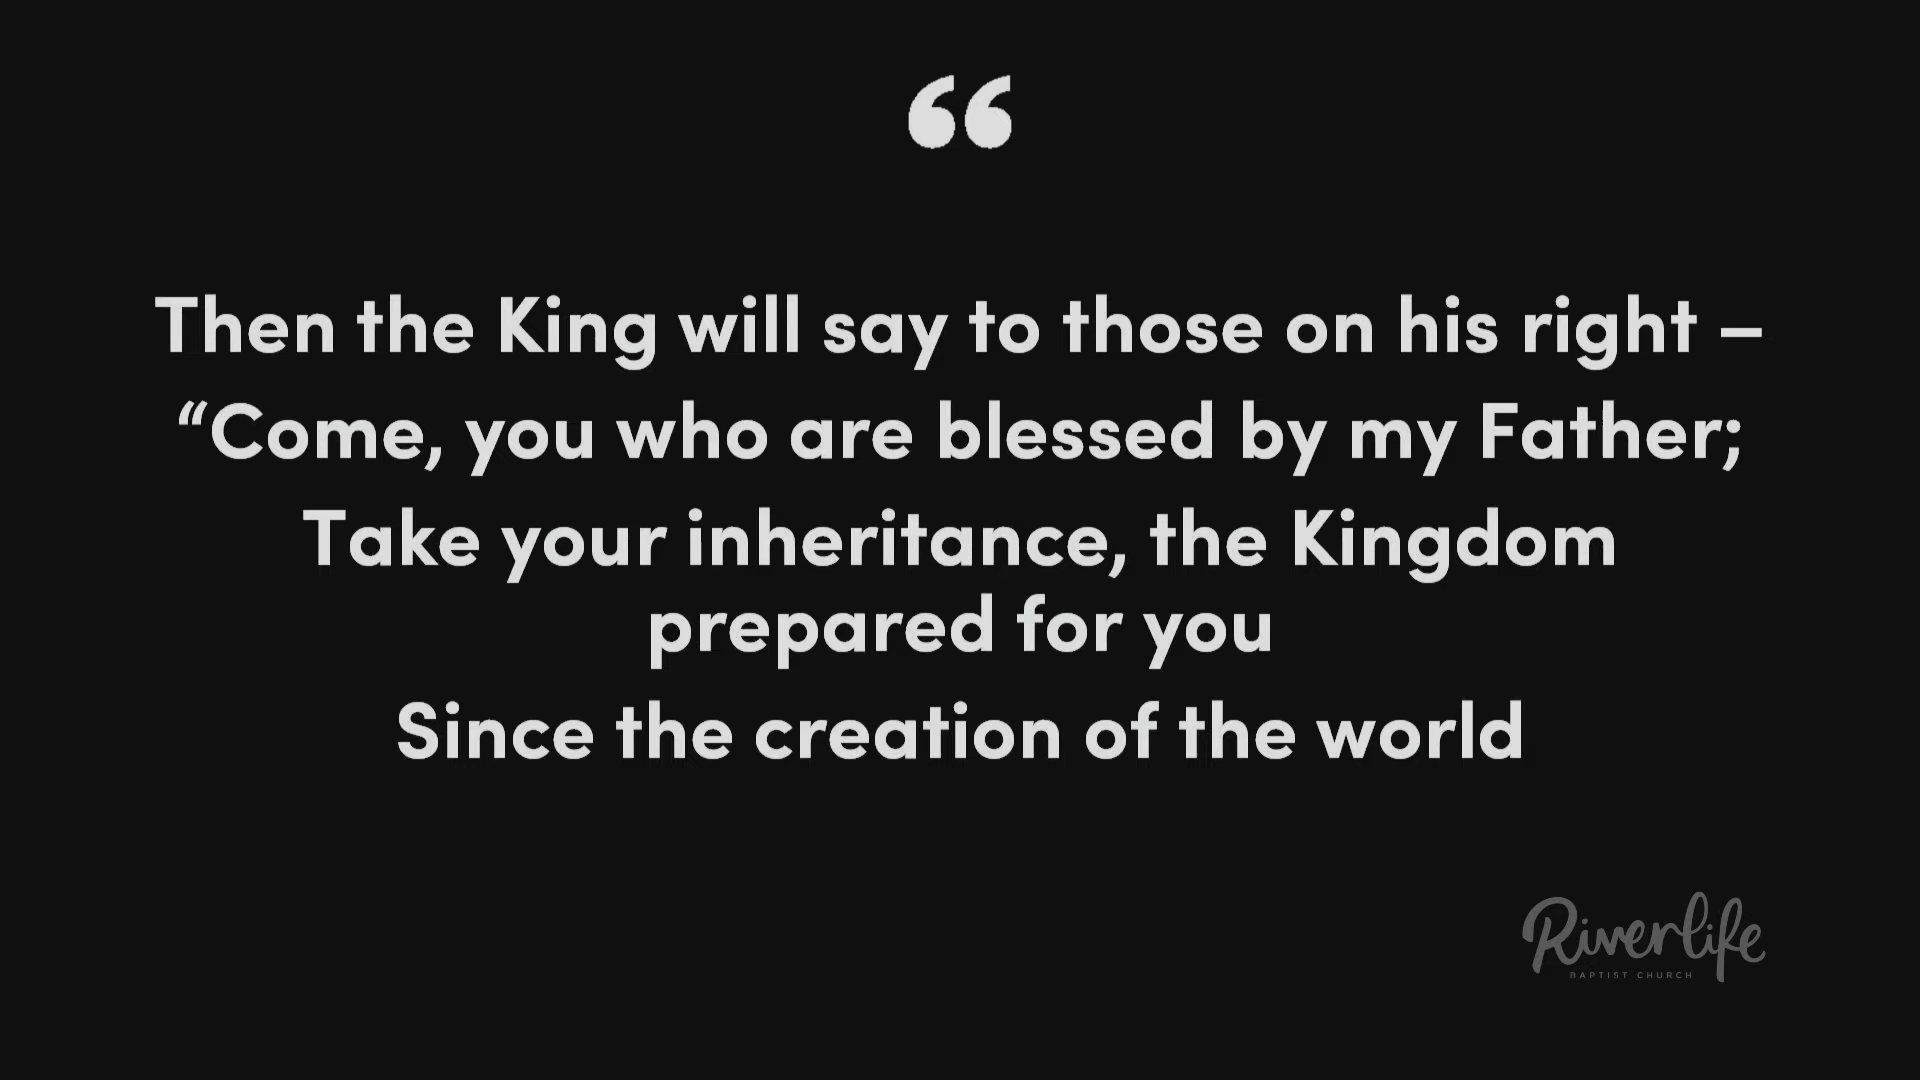 “
Then the King will say to those on his right –
“Come, you who are blessed by my Father;
Take your inheritance, the Kingdom
prepared for you
Since the creation of the world
Riverlife
BAPTIST CHURCH